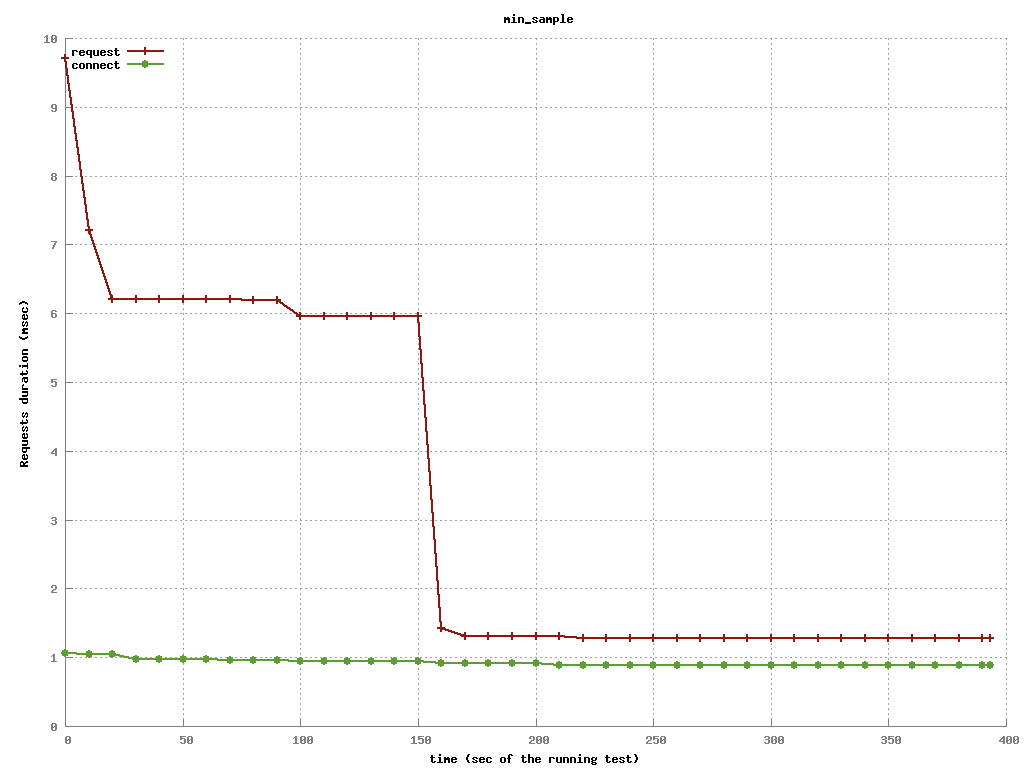 min_sample
request
connect
10
9
8
7
6
5
4
3
2
1
0
Requests duration (msec)
0 50 100 150 200 250 300 350 400
time (sec of the running test)